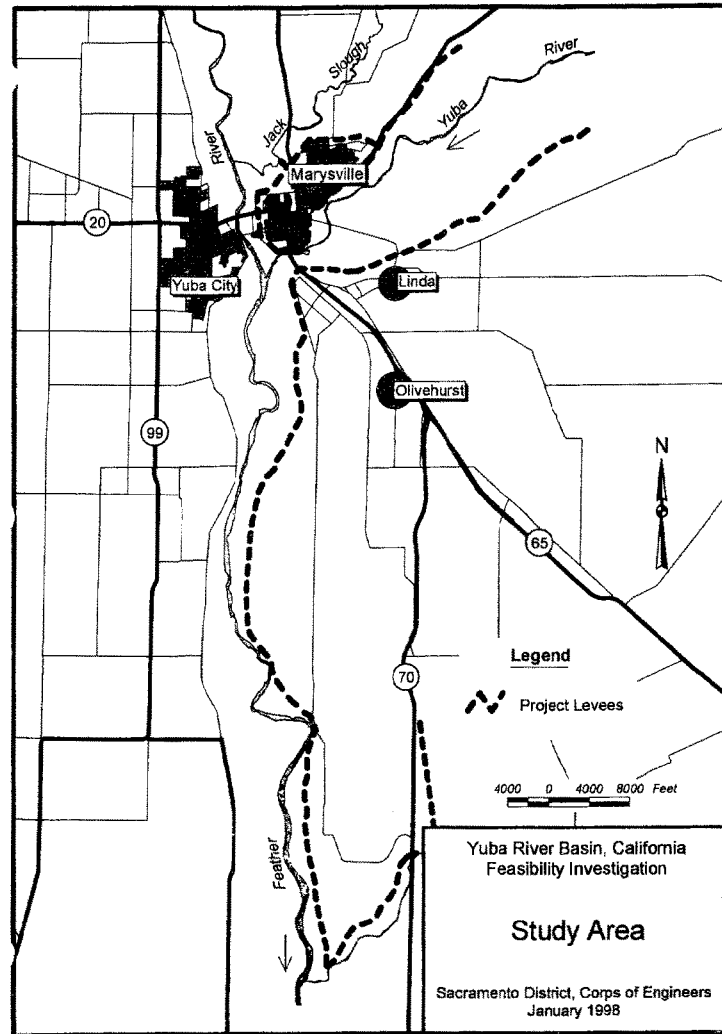 River
Slough
Jack
Yuba
River
Marysville
20
Yuba City
Linda
Olivehurst
99
N
65
Legend
70
Project Levees
4000 0 4000 8000 Feet
Feather
Yuba River Basin, California
Feasibility Investigation
Study Area
Sacramento District, Corps of Engineers
January 1998